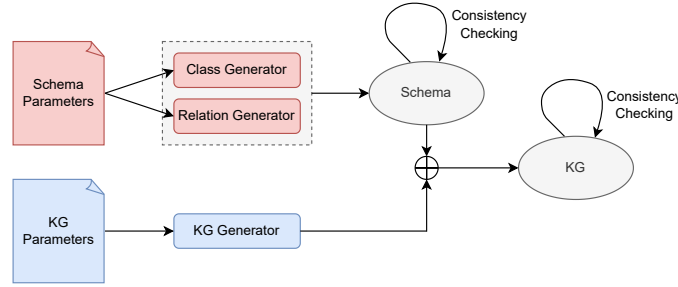 Consistency
Checking
Schema
Parameters
Class Generator
Relation Generator
Schema
Consistency
Checking
KG
KG
Parameters
KG Generator